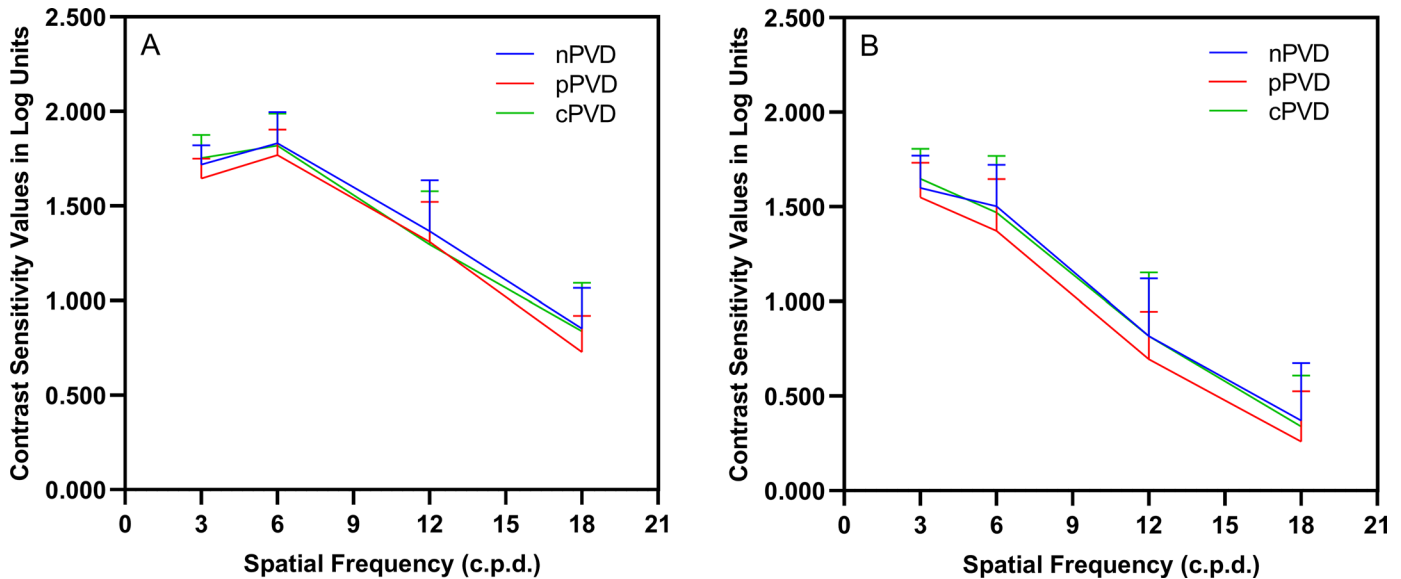 A
nPVD
pPVD
cPVD
Contrast Sensitivity Values in Log Units
2.500
2.000
1.500
1.000
0.500
0.000
0 3 6 9 12 15 18 21
Spatial Frequency (c.p.d.)
B
nPVD
pPVD
cPVD
Contrast Sensitivity Values in Log Units
2.500
2.000
1.500
1.000
0.500
0.000
0 3 6 9 12 15 18 21
Spatial Frequency (c.p.d.)